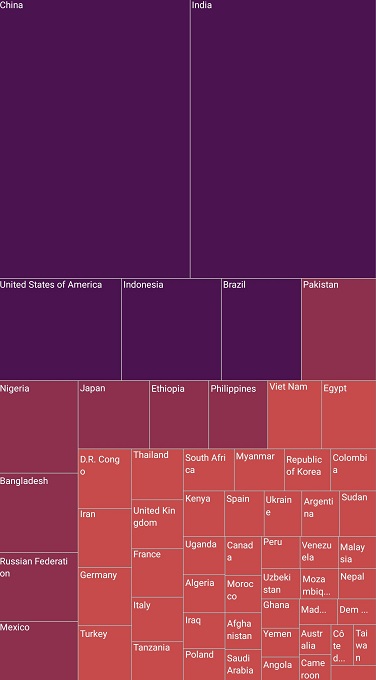 China
India
United States of America
Indonesia
Brazil
Pakistan
Nigeria
Japan
Ethiopia
Philippines
Viet Nam
Egypt
Bangladesh
Russian Federati
on
Mexico
D.R. Cong
o
Thailand
South Afri
ca
Myanmar
Republic
of Korea
Colombi
a
Iran
United Kin
gdom
Kenya
Spain
Ukrain
e
Argenti
na
Sudan
Germany
France
Uganda
Canad
a
Peru
Venezu
ela
Malay
sia
Turkey
Italy
Algeria
Moroc
co
Uzbeki
stan
Moza
mbiq...
Nepal
Tanzania
Iraq
Afgha
nistan
Ghana
Mad...
Dem ...
Poland
Saudi
Arabia
Yemen
Austr
alia
Cô
te
d...
Tai
wa
n
Angola
Came
roon